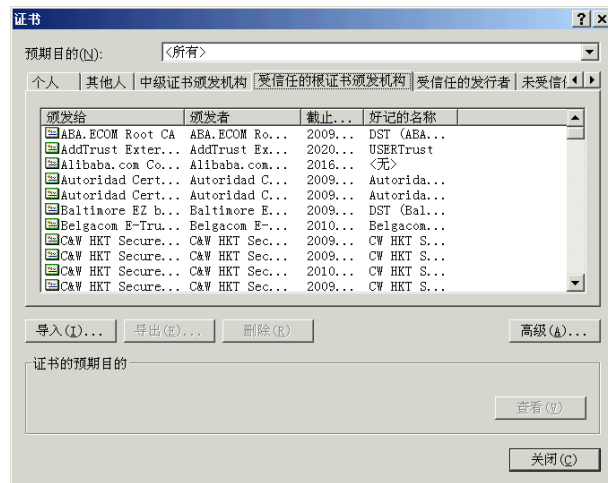 证书
预期目的(N): <所有>
个人 其他人 中级证书颁发机构 受信任的根证书颁发机构 受信任的发行者 未受信
颁发给 颁发者 截止... 好记的名称
ABA.ECOM Root CA ABA.ECOM Ro... 2009... DST (ABA...
AddTrust Exter... AddTrust Ex... 2020... USERTrust
Alibaba.com Co... Alibaba.com... 2016... <无>
Autoridad Cert... Autoridad C... 2009... Autorida...
Autoridad Cert... Autoridad C... 2009... Autorida...
Baltimore EZ b... Baltimore E... 2009... DST (Bal...
Belgacom E-Tru... Belgacom E-... 2010... Belgacom...
C&W HKT Secure... C&W HKT Sec... 2009... CW HKT S...
C&W HKT Secure... C&W HKT Sec... 2009... CW HKT S...
C&W HKT Secure... C&W HKT Sec... 2010... CW HKT S...
C&W HKT Secure... C&W HKT Sec... 2009... CW HKT S...
导入(I)... 导出(E)... 删除(R) 高级(A)...
证书的预期目的
查看(V)
关闭(C)